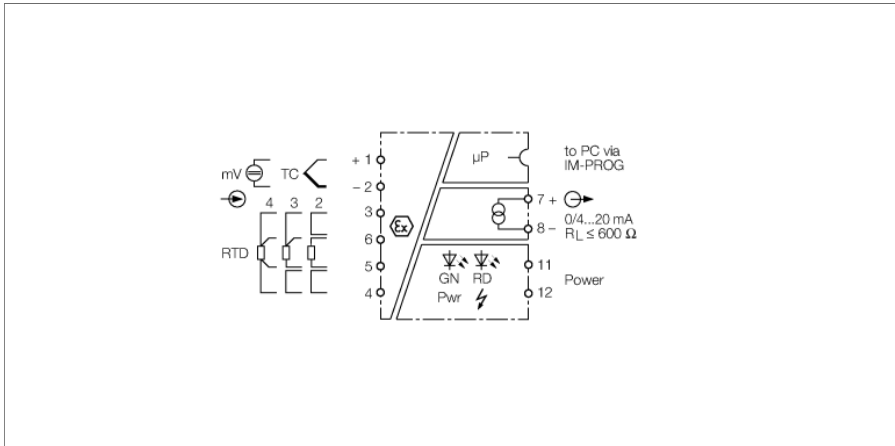 mV
TC
+ 1
– 2
3
6
5
4
4 3 2
RTD
Ex
µP
to PC via
IM-PROG
7 +
8 –
0/4...20 mA
RL ≤ 600 Ω
GN RD
Pwr
11
12
Power